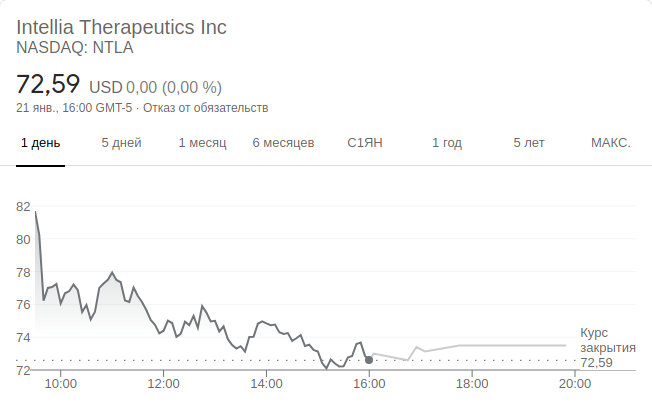 Intellia Therapeutics Inc
NASDAQ: NTLA
72,59 USD 0,00 (0,00 %)
21 янв., 16:00 GMT-5 · Отказ от обязательств
1 день 5 дней 1 месяц 6 месяцев С1ЯН 1 год 5 лет МАКС.
82
80
78
76
74
72
Курс
закрытия
72,59
10:00 12:00 14:00 16:00 18:00 20:00